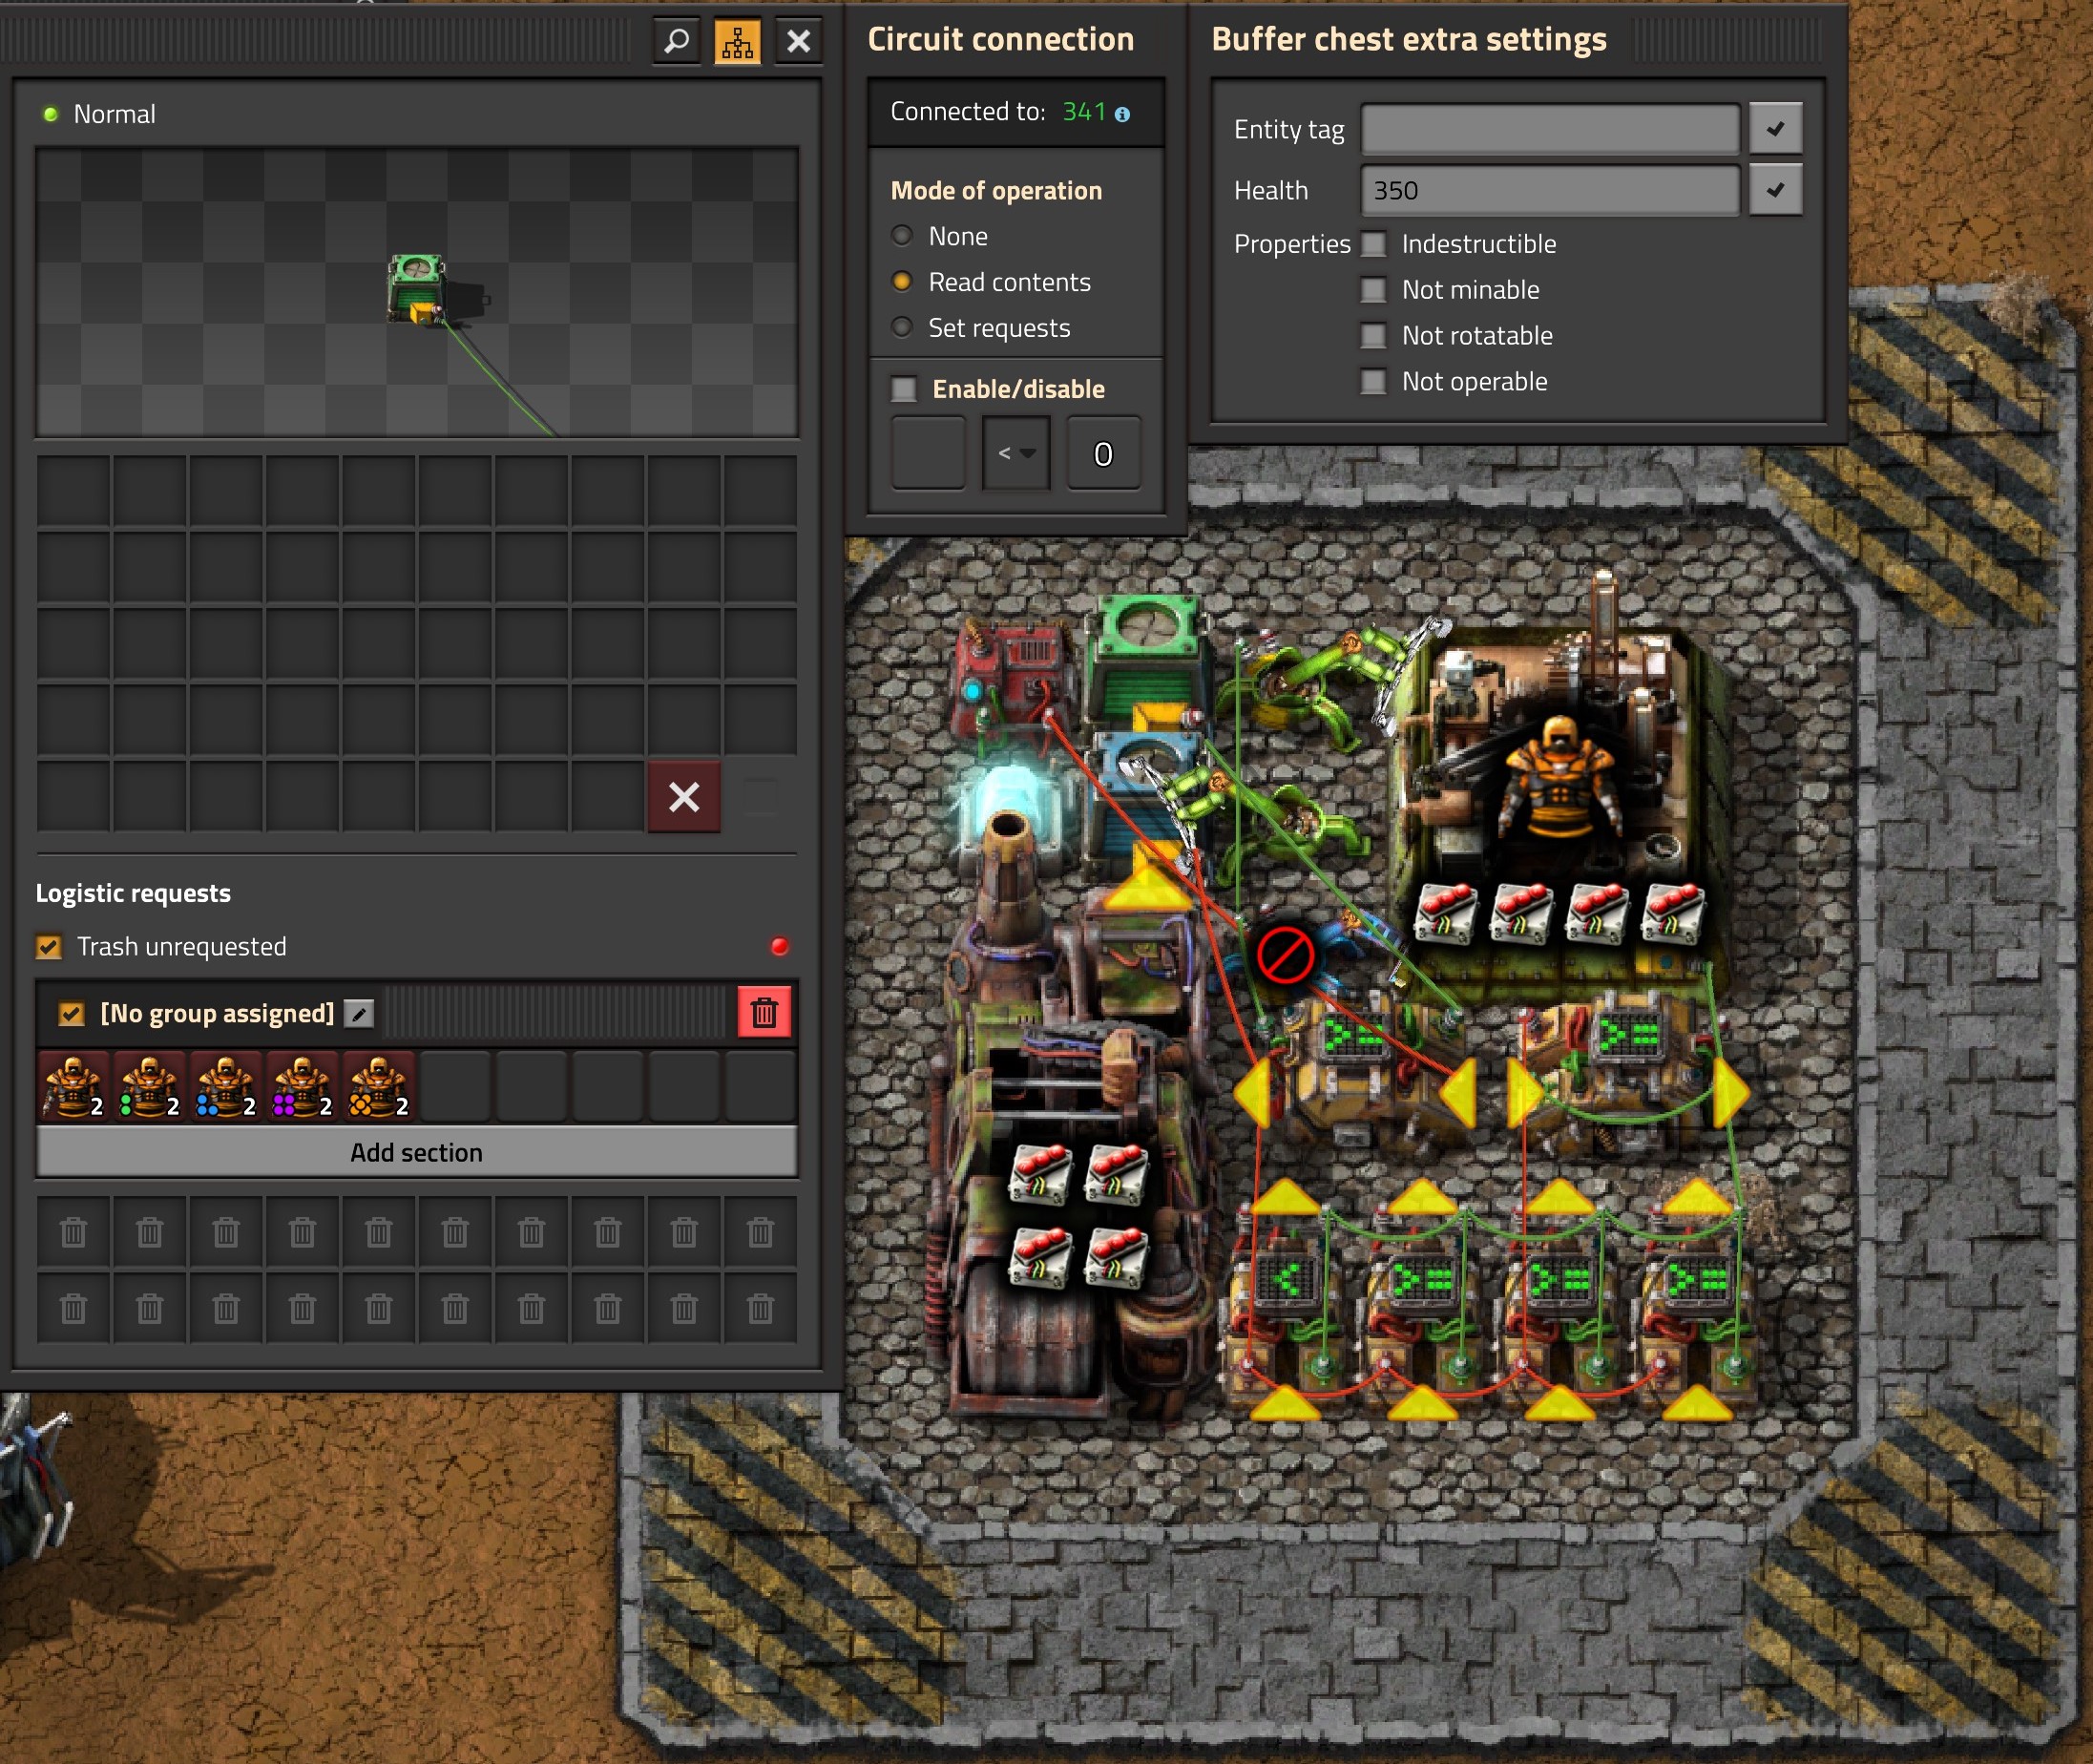 Normal
Logistic requests
Trash unrequested
[No group assigned]
2 2 2 2 2
Add section
Circuit connection
Connected to: 341
Mode of operation
None
Read contents
Set requests
Enable/disable
< 0
Buffer chest extra settings
Entity tag
Health 350
Properties Indestructible
Not minable
Not rotatable
Not operable
>= >=
< >= >= >=